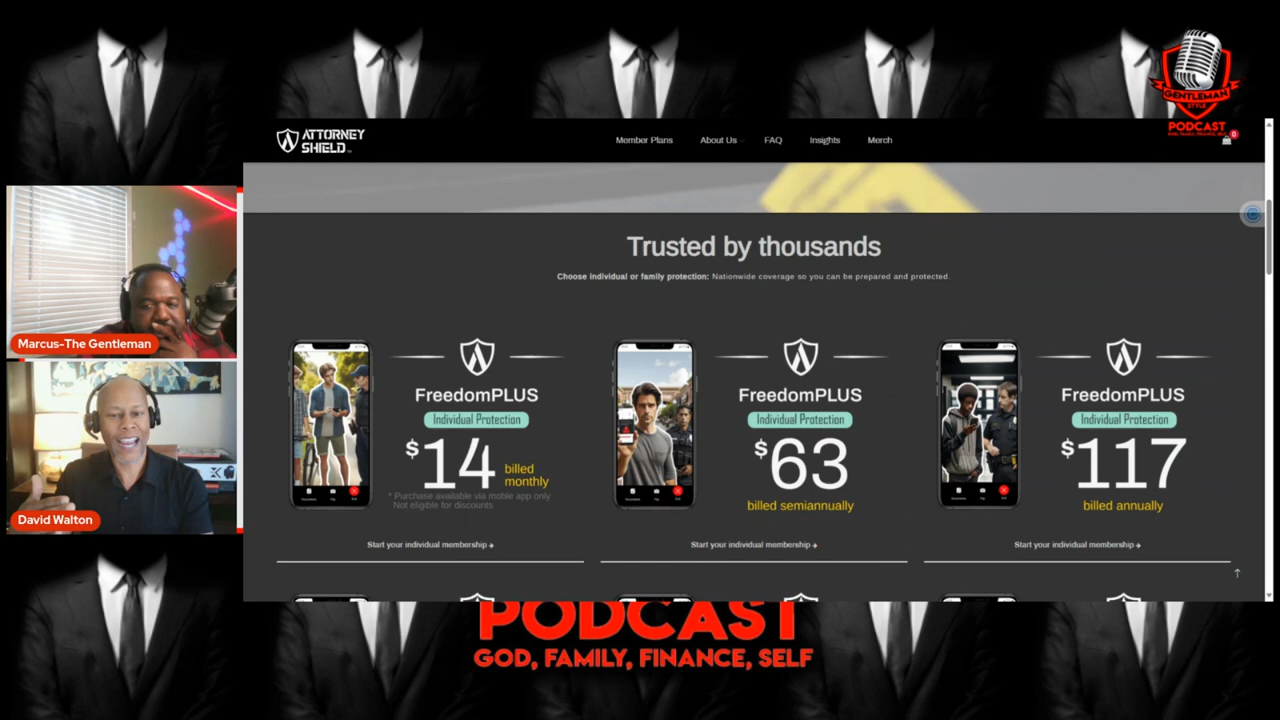 GENTLEMAN
STYLE
PODCAST
ATTORNEY
SHIELD
Member Plans
About Us
FAQ
Insights
Merch
0
Trusted by thousands
Choose individual or family protection: Nationwide coverage so you can be prepared and protected.
FreedomPLUS
Individual Protection
$14 billed monthly
* Purchase available via moble app only
Not eligible for discounts
Start your individual membership →
FreedomPLUS
Individual Protection
$63
billed semiannually
Start your individual membership →
FreedomPLUS
Individual Protection
$117
billed annually
Start your individual membership →
Marcus-The Gentleman
David Walton
PODCAST
GOD, FAMILY, FINANCE, SELF